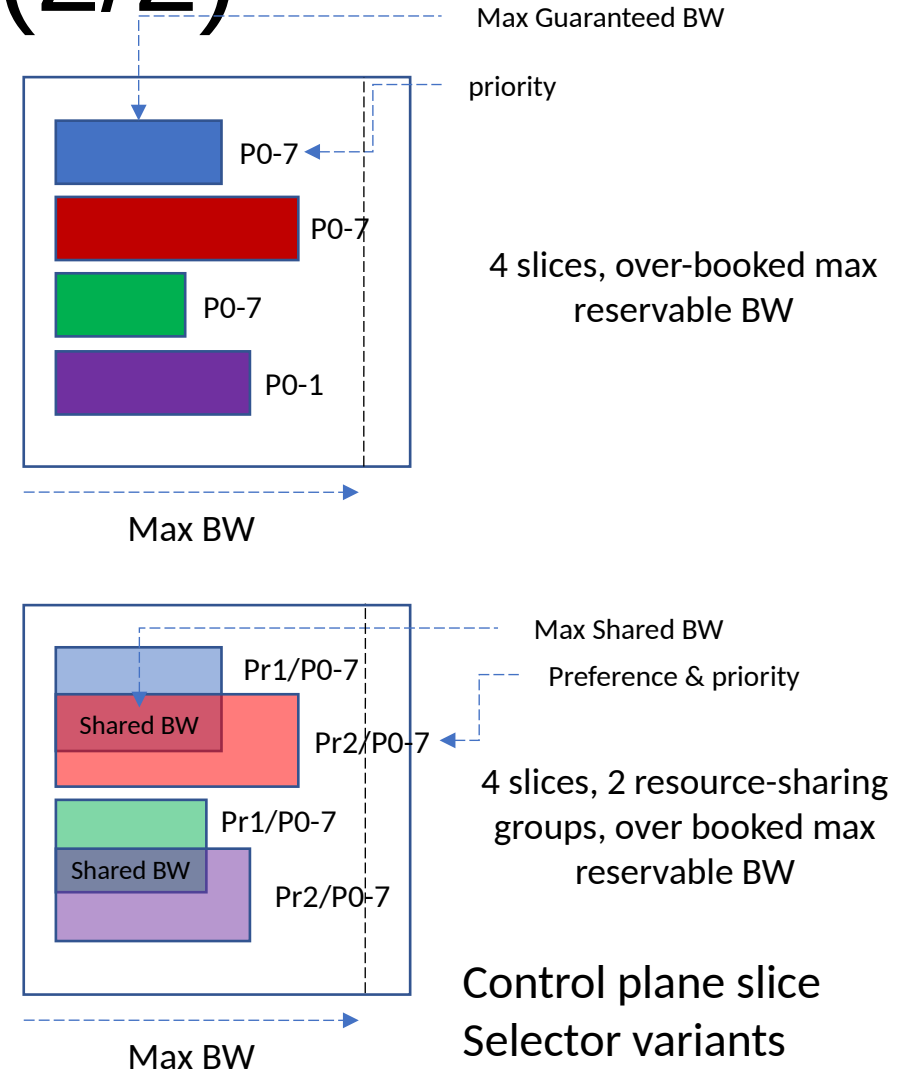 (2/2)
Max Guaranteed BW
priority
P0-7
P0-7
P0-7
P0-1
4 slices, over-booked max
reservable BW
Max BW
Max Shared BW
Preference & priority
Pr1/P0-7
Shared BW
Pr2/P0-7
Pr1/P0-7
Shared BW
Pr2/P0-7
4 slices, 2 resource-sharing
groups, over booked max
reservable BW
Max BW
Control plane slice
Selector variants